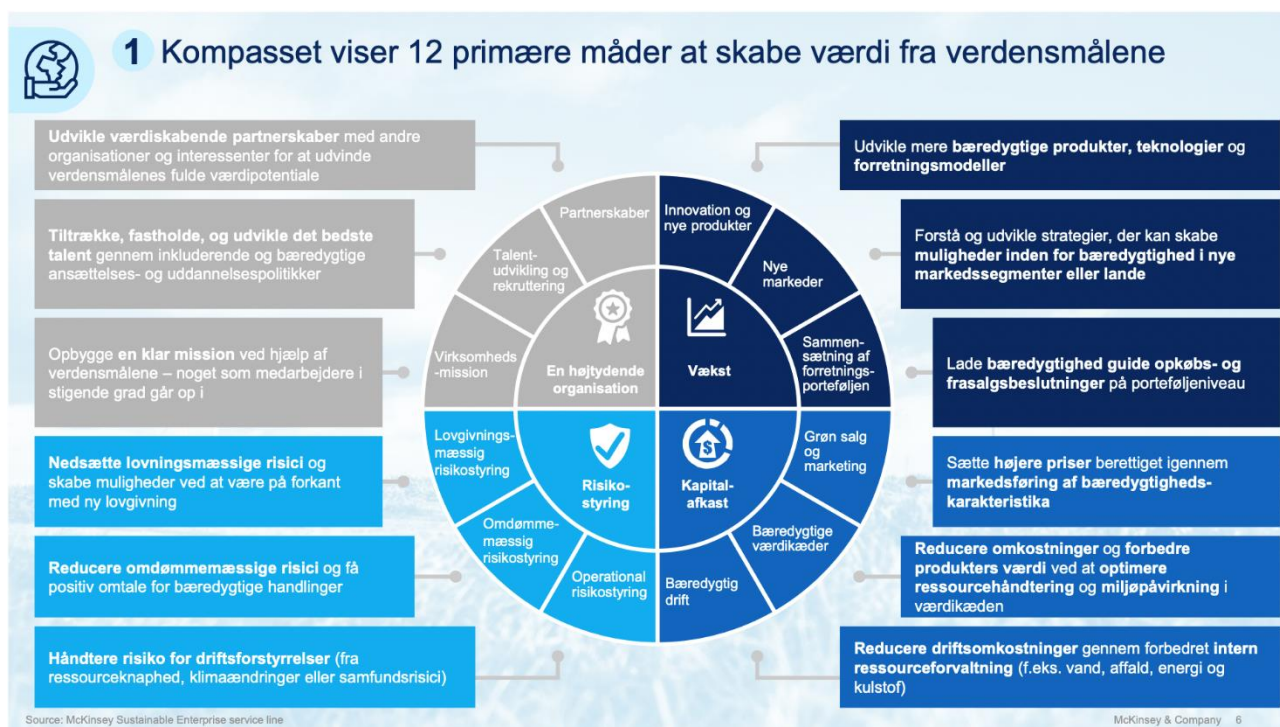 1 Kompasset viser 12 primære måder at skabe værdi fra verdensmålene
Udvikle værdiskabende partnerskaber med andre
organisationer og interessenter for at udvinde
verdensmålenes fulde værdipotentiale
Tiltrække, fastholde, og udvikle det bedste
talent gennem inkluderende og bæredygtige
ansættelses- og uddannelsespolitikker
Opbygge en klar mission ved hjælp af
verdensmålene – noget som medarbejdere i
stigende grad går op i
Nedsætte lovningsmæssige risici og
skabe muligheder ved at være på forkant
med ny lovgivning
Reducere omdømmemæssige risici og få
positiv omtale for bæredygtige handlinger
Håndtere risiko for driftsforstyrrelser (fra
ressourceknaphed, klimaændringer eller samfundsrisici)
Partnerskaber
Talent-
udvikling og
rekruttering
Virksomheds
-mission
En højtydende
organisation
Innovation og
nye produkter
Nye
markeder
Sammen-
sætning af
forretnings-
porteføljen
Vækst
Lovgivnings-
mæssig
risikostyring
Omdømme-
mæssig
risikostyring
Operational
risikostyring
Risiko-
styring
Grøn salg
og
marketing
Bæredygtige
værdikæder
Bæredygtig
drift
$
Kapital-
afkast
Udvikle mere bæredygtige produkter, teknologier og
forretningsmodeller
Forstå og udvikle strategier, der kan skabe
muligheder inden for bæredygtighed i nye
markedssegmenter eller lande
Lade bæredygtighed guide opkøbs- og
frasalgsbeslutninger på porteføljeniveau
Sætte højere priser berettiget igennem
markedsføring af bæredygtigheds-
karakteristika
Reducere omkostninger og forbedre
produkters værdi ved at optimere
ressourcehåndtering og miljøpåvirkning i
værdikæden
Reducere driftsomkostninger gennem forbedret intern
ressourceforvaltning (f.eks. vand, affald, energi og
kulstof)
Source: McKinsey Sustainable Enterprise service line
McKinsey & Company 6